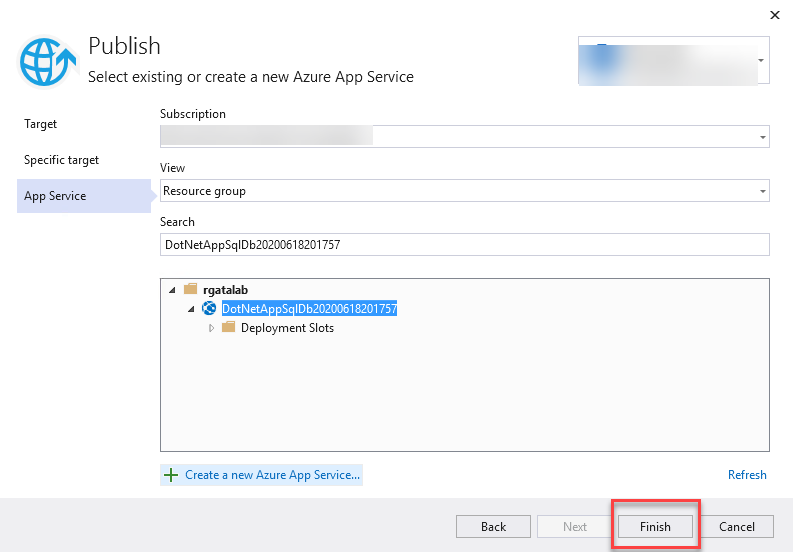 Publish
Select existing or create a new Azure App Service
Target
Specific target
App Service
Subscription
View
Resource group
Search
DotNetAppSqlDb20200618201757
rgatalab
DotNetAppSqlDb20200618201757
Deployment Slots
Create a new Azure App Service...
Refresh
Back
Next
Finish
Cancel